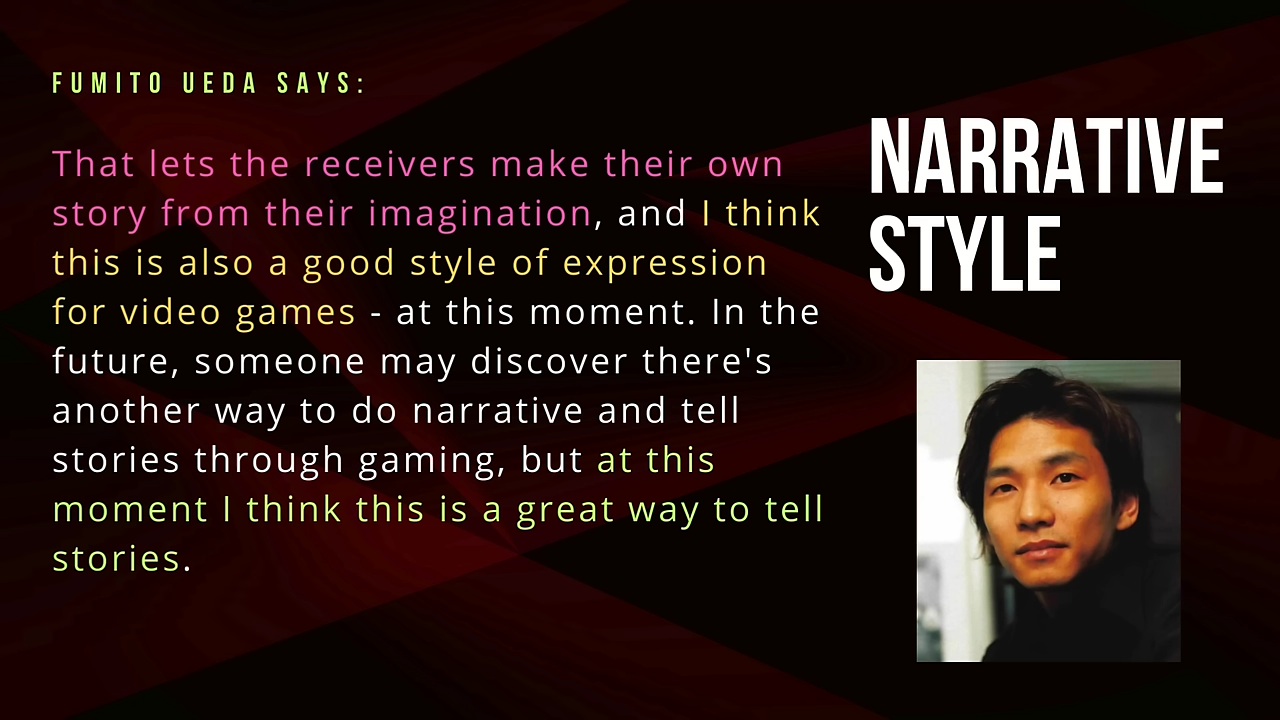 FUMITO UEDA SAYS:
That lets the receivers make their own
story from their imagination, and I think
this is also a good style of expression
for video games - at this moment. In the
future, someone may discover there's
another way to do narrative and tell
stories through gaming, but at this
moment I think this is a great way to tell
stories.
NARRATIVE
STYLE